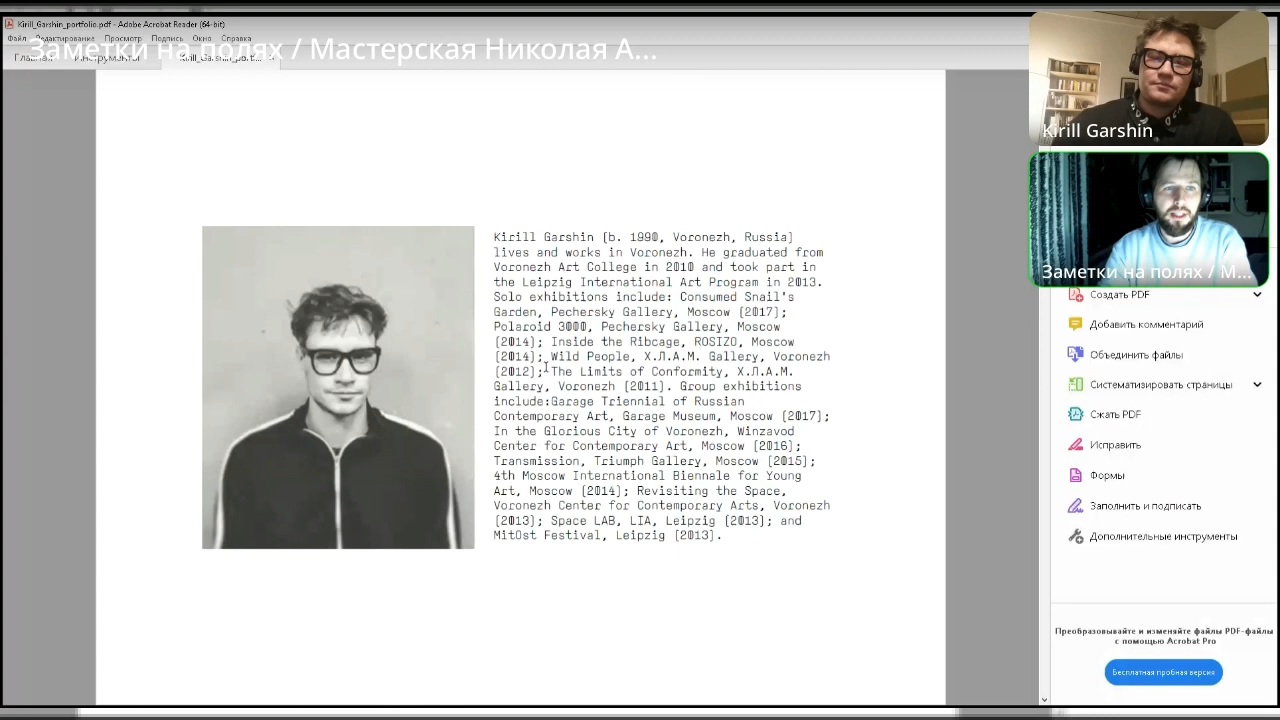 Kirill_Garshin_portfolio.pdf - Adobe Acrobat Reader (64-bit)
Файл Редактирование Просмотр Подпись Окно Справка
Заметки на полях / Мастерская Николая А...
Kirill Garshin
Заметки на полях / М...
Kirill Garshin [b. 1990, Voronezh, Russia]
lives and works in Voronezh. He graduated from
Voronezh Art College in 2010 and took part in
the Leipzig International Art Program in 2013.
Solo exhibitions include: Consumed Snail's
Garden, Pechersky Gallery, Moscow [2017];
Polaroid 3000, Pechersky Gallery, Moscow
[2014]; Inside the Ribcage, ROSIZO, Moscow
[2014]; Wild People, Х.Л.А.М. Gallery, Voronezh
[2012]; The Limits of Conformity, Х.Л.А.М.
Gallery, Voronezh [2011]. Group exhibitions
include:Garage Triennial of Russian
Contemporary Art, Garage Museum, Moscow [2017];
In the Glorious City of Voronezh, Winzavod
Center for Contemporary Art, Moscow [2016];
Transmission, Triumph Gallery, Moscow [2015];
4th Moscow International Biennale for Young
Art, Moscow [2014]; Revisiting the Space,
Voronezh Center for Contemporary Arts, Voronezh
[2013]; Space LAB, LIA, Leipzig [2013]; and
MitOst Festival, Leipzig [2013].
Создать PDF
Добавить комментарий
Объединить файлы
Систематизировать страницы
Сжать PDF
Исправить
Формы
Заполнить и подписать
Дополнительные инструменты
Преобразовывайте и изменяйте файлы PDF-файлы
с помощью Acrobat Pro
Бесплатная пробная версия